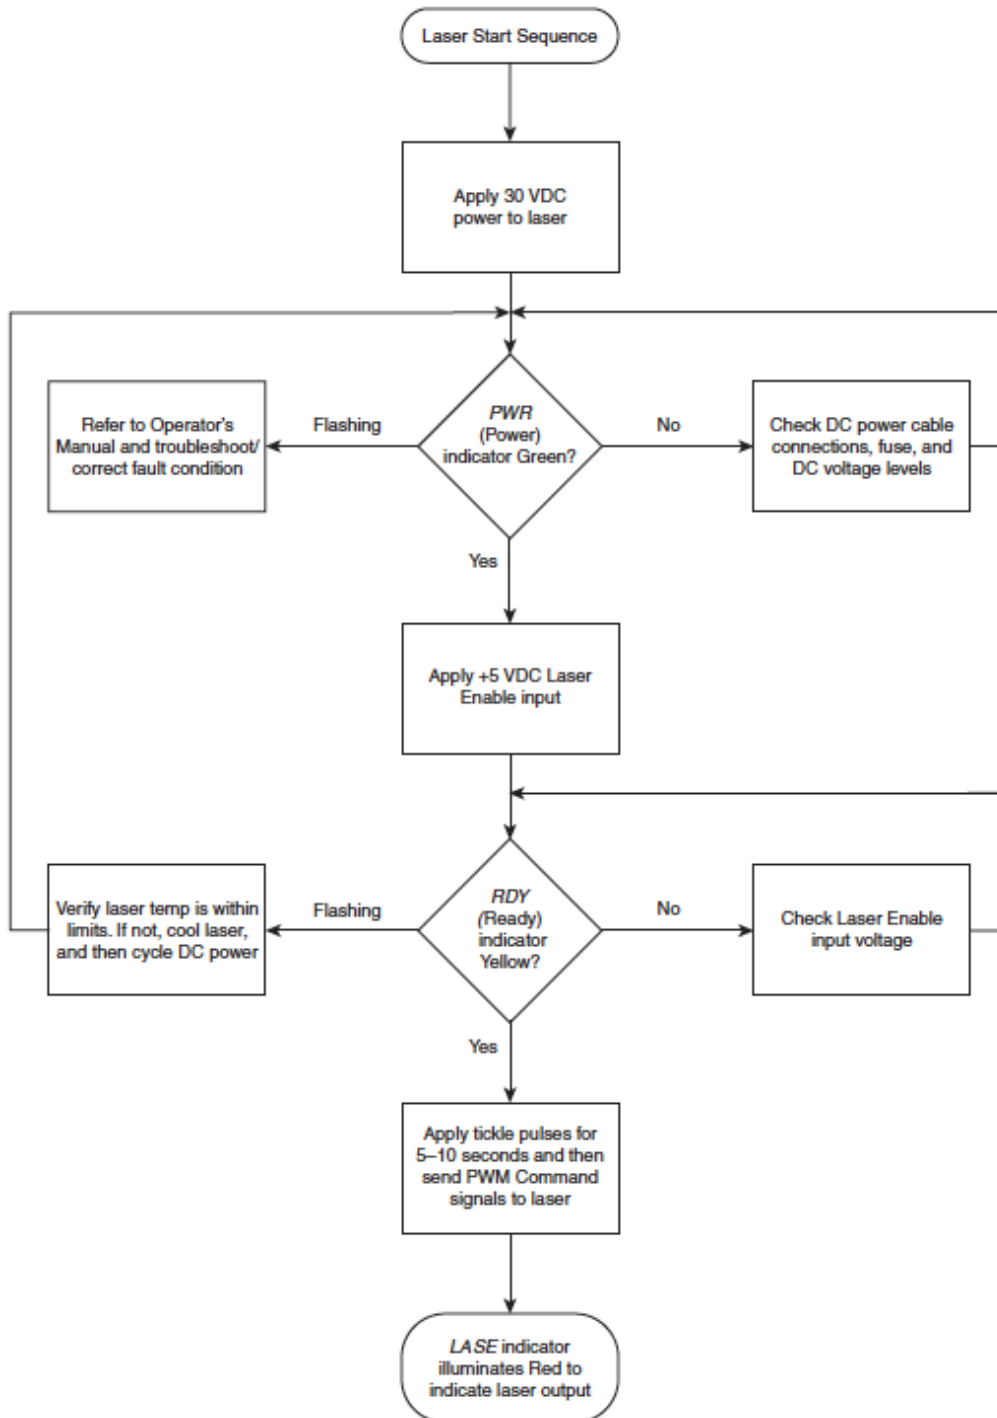 Laser Start Sequence
Apply 30 VDC
power to laser
PWR
(Power)
indicator Green?
Flashing
No
Refer to Operator's
Manual and troubleshoot/
correct fault condition
Check DC power cable
connections, fuse, and
DC voltage levels
Yes
Apply +5 VDC Laser
Enable input
RDY
(Ready)
indicator
Yellow?
Flashing
No
Verify laser temp is within
limits. If not, cool laser,
and then cycle DC power
Check Laser Enable
input voltage
Yes
Apply tickle pulses for
5–10 seconds and then
send PWM Command
signals to laser
LASE indicator
illuminates Red to
indicate laser output